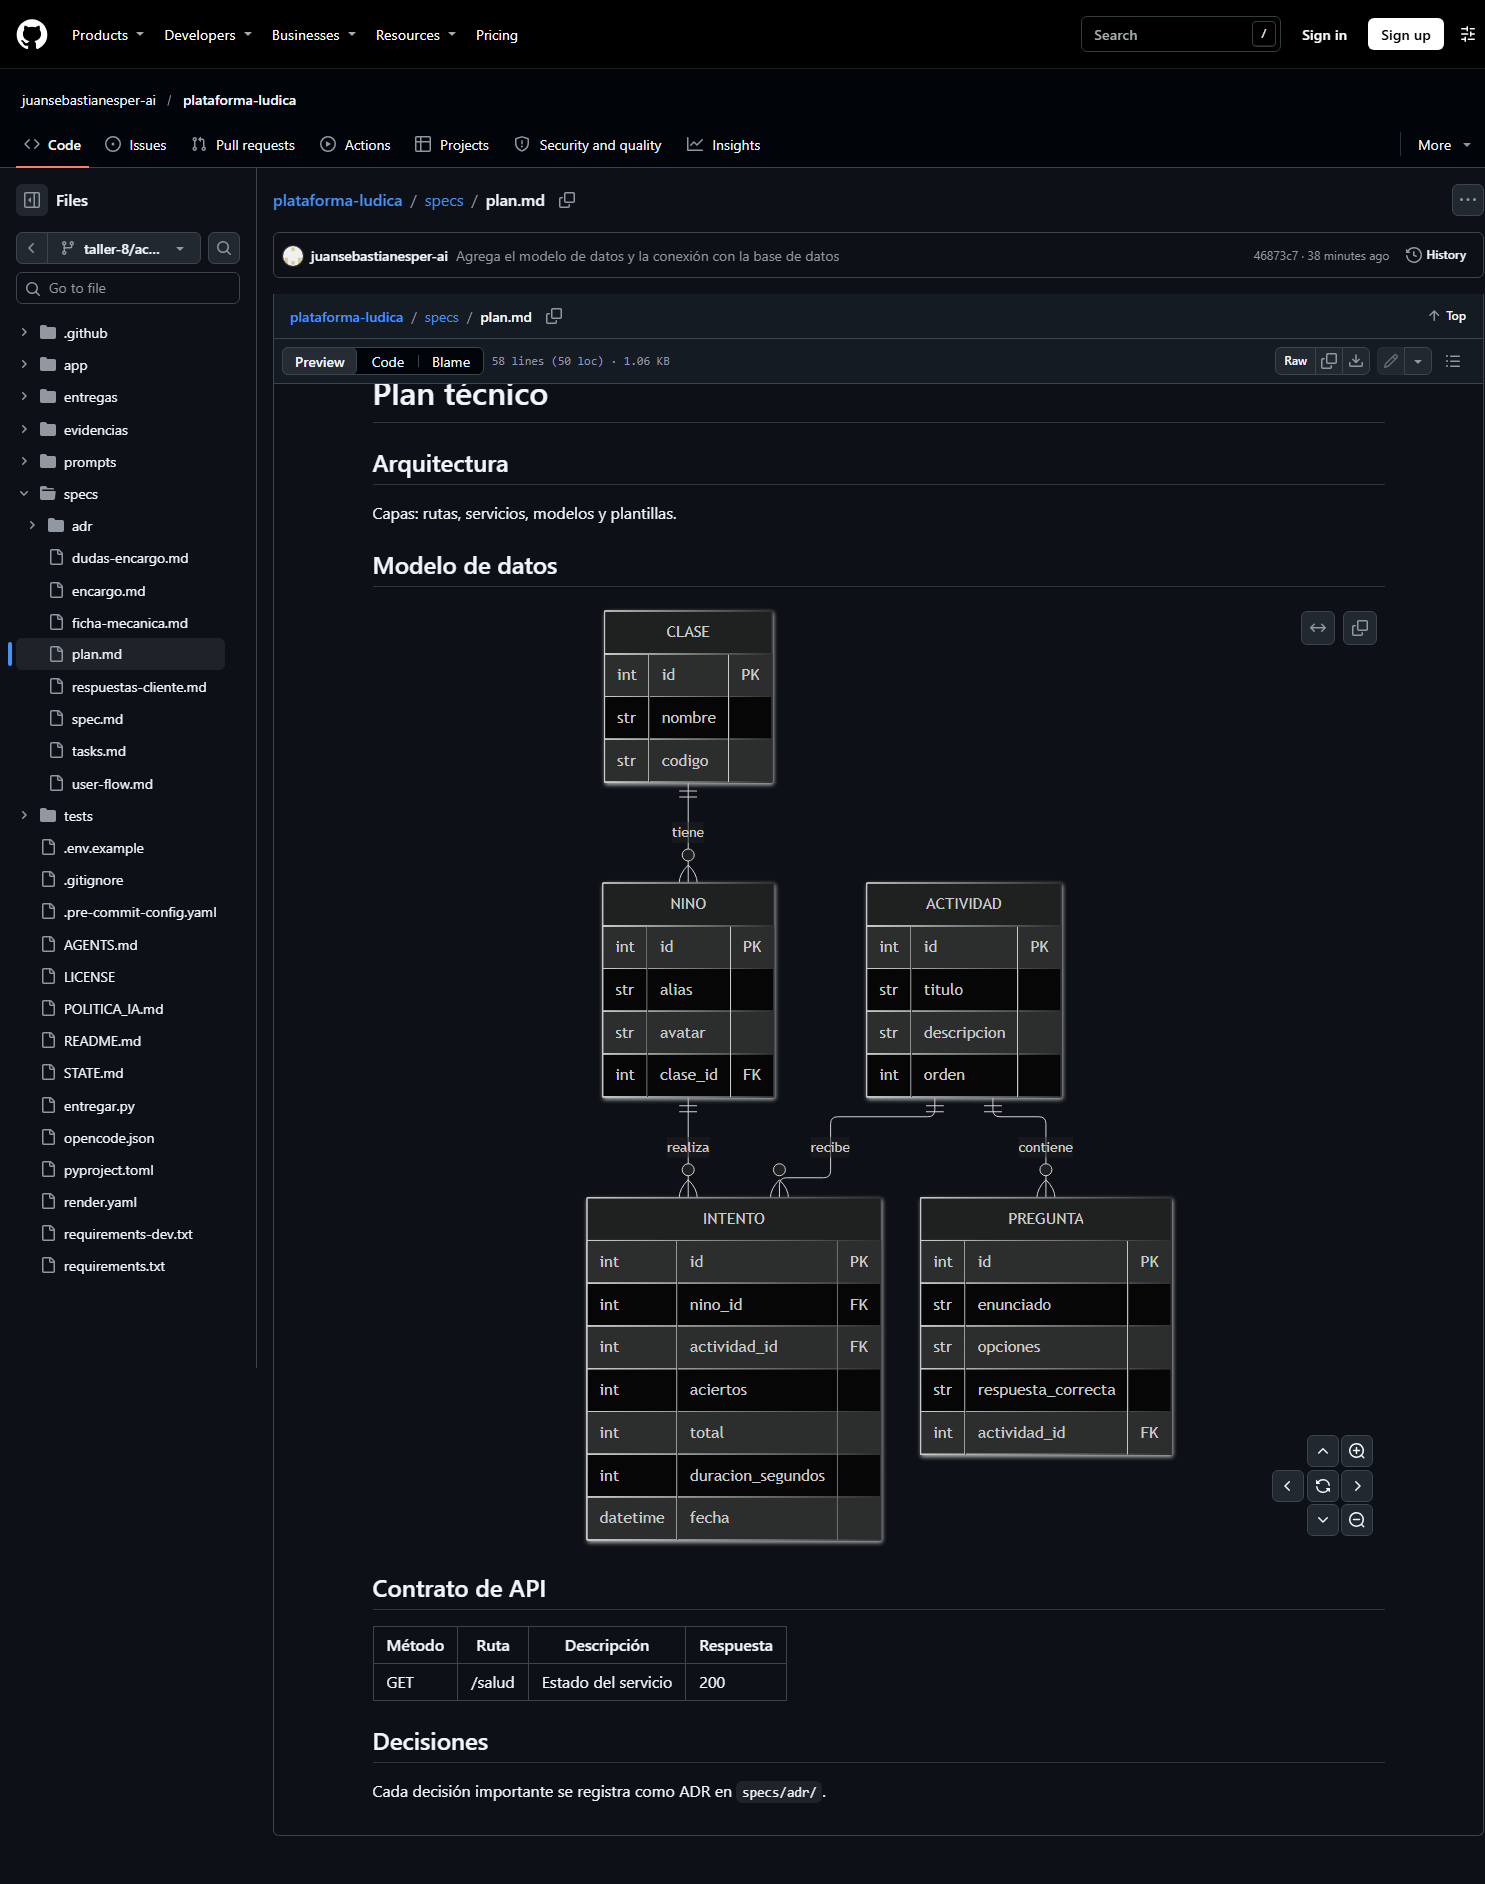 Products Developers Businesses Resources Pricing Search / Sign in Sign up
juansebastianesper-ai / plataforma-ludica
Code Issues Pull requests Actions Projects Security and quality Insights More
Files
taller-8/ac...
Go to file
.github
app
entregas
evidencias
prompts
specs
adr
dudas-encargo.md
encargo.md
ficha-mecanica.md
plan.md
respuestas-cliente.md
spec.md
tasks.md
user-flow.md
tests
.env.example
.gitignore
.pre-commit-config.yaml
AGENTS.md
LICENSE
POLITICA_IA.md
README.md
STATE.md
entregar.py
opencode.json
pyproject.toml
render.yaml
requirements-dev.txt
requirements.txt
plataforma-ludica / specs / plan.md
juansebastianesper-ai Agrega el modelo de datos y la conexión con la base de datos 46873c7 · 38 minutes ago History
plataforma-ludica / specs / plan.md Top
Preview Code Blame 58 lines (50 loc) · 1.06 KB Raw
Plan técnico
Arquitectura
Capas: rutas, servicios, modelos y plantillas.
Modelo de datos
CLASE
int id PK
str nombre
str codigo
tiene
NINO
int id PK
str alias
str avatar
int clase_id FK
ACTIVIDAD
int id PK
str titulo
str descripcion
int orden
realiza recibe contiene
INTENTO
int id PK
int nino_id FK
int actividad_id FK
int aciertos
int total
int duracion_segundos
datetime fecha
PREGUNTA
int id PK
str enunciado
str opciones
str respuesta_correcta
int actividad_id FK
Contrato de API
Método Ruta Descripción Respuesta
GET /salud Estado del servicio 200
Decisiones
Cada decisión importante se registra como ADR en specs/adr/.